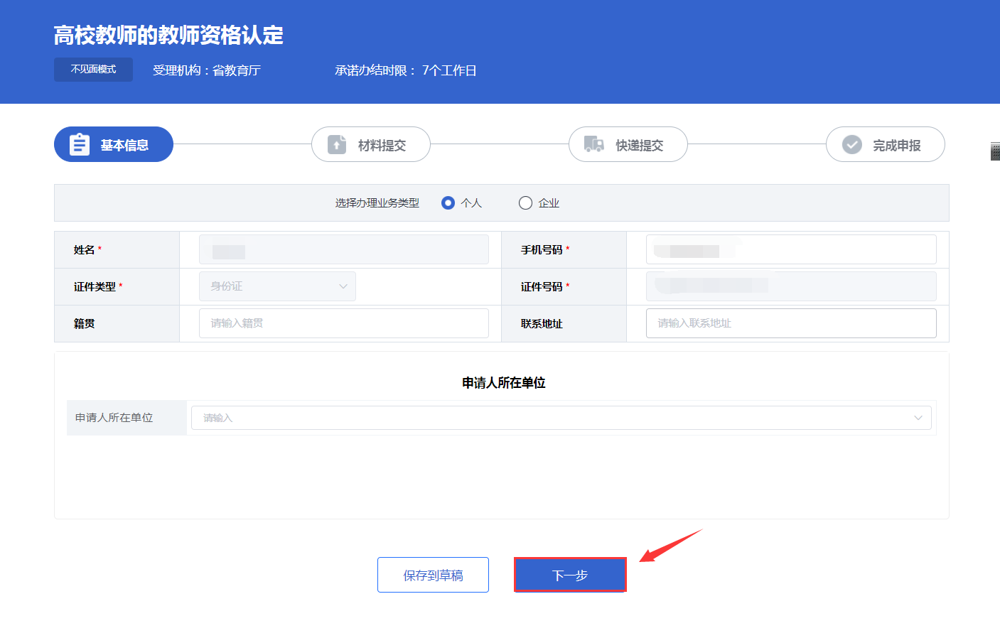 高校教师的教师资格认定
不见面模式 受理机构：省教育厅 承诺办结时限： 7个工作日
基本信息 材料提交 快递提交 完成申报
选择办理业务类型 个人 企业
姓名 * 手机号码 *
证件类型 * 身份证 证件号码 *
籍贯 请输入籍贯 联系地址 请输入联系地址
申请人所在单位
申请人所在单位 请输入
保存到草稿 下一步